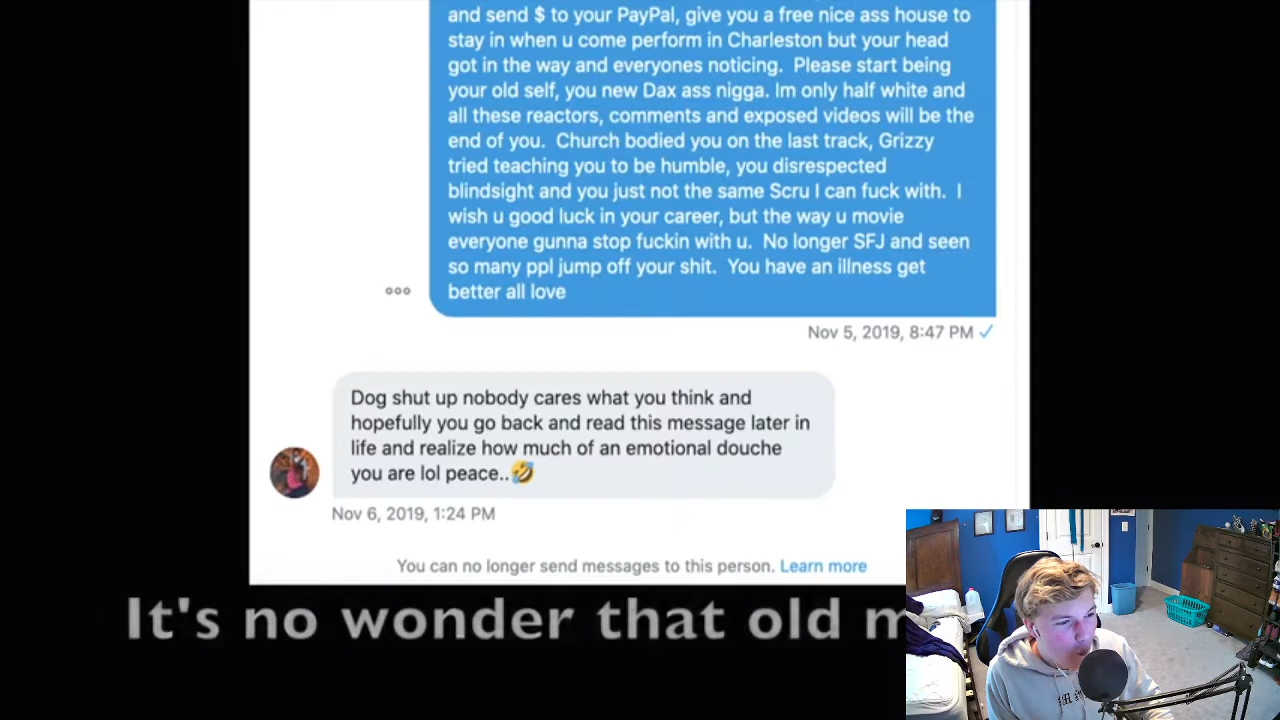 and send $ to your PayPal, give you a free nice ass house to
stay in when u come perform in Charleston but your head
got in the way and everyones noticing.  Please start being
your old self, you new Dax ass nigga. Im only half white and
all these reactors, comments and exposed videos will be the
end of you.  Church bodied you on the last track, Grizzy
tried teaching you to be humble, you disrespected
blindsight and you just not the same Scru I can fuck with.  I
wish u good luck in your career, but the way u movie
everyone gunna stop fuckin with u.  No longer SFJ and seen
so many ppl jump off your shit.  You have an illness get
better all love
Nov 5, 2019, 8:47 PM
Dog shut up nobody cares what you think and
hopefully you go back and read this message later in
life and realize how much of an emotional douche
you are lol peace..🤣
Nov 6, 2019, 1:24 PM
You can no longer send messages to this person. Learn more
It's no wonder that old m